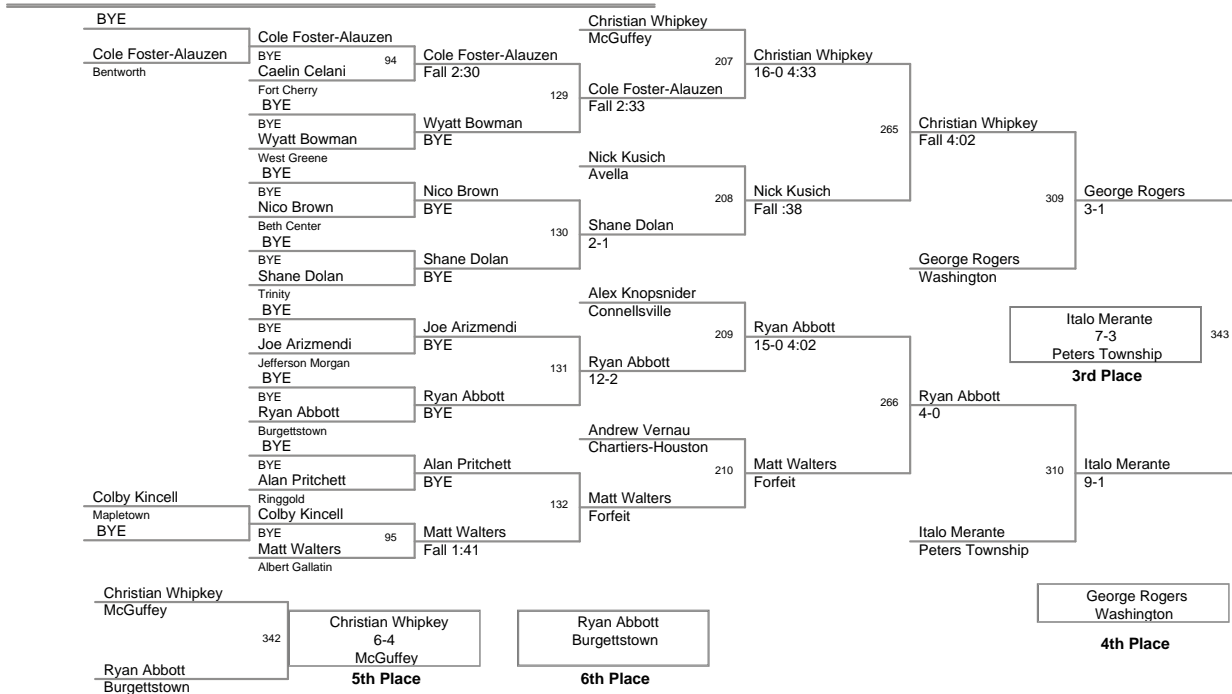 BYE
Cole Foster-Alauzen
Bentworth
Colby Kincell
Mapletown
BYE
Cole Foster-Alauzen
BYE
94
Caelin Celani
Fort Cherry
BYE
BYE
Wyatt Bowman
West Greene
BYE
BYE
Nico Brown
Beth Center
BYE
BYE
Shane Dolan
Trinity
BYE
BYE
Joe Arizmendi
Jefferson Morgan
BYE
BYE
Ryan Abbott
Burgettstown
BYE
BYE
Alan Pritchett
Ringgold
Colby Kincell
BYE
95
Matt Walters
Albert Gallatin
Cole Foster-Alauzen
Fall 2:30
129
Wyatt Bowman
BYE
Nico Brown
BYE
130
Shane Dolan
BYE
Joe Arizmendi
BYE
131
Ryan Abbott
BYE
Alan Pritchett
BYE
132
Matt Walters
Fall 1:41
Christian Whipkey
McGuffey
207
Cole Foster-Alauzen
Fall 2:33
Nick Kusich
Avella
208
Shane Dolan
2-1
Alex Knopsnider
Connellsville
209
Ryan Abbott
12-2
Andrew Vernau
Chartiers-Houston
210
Matt Walters
Forfeit
Christian Whipkey
16-0 4:33
265
Nick Kusich
Fall :38
Ryan Abbott
15-0 4:02
266
Matt Walters
Forfeit
Christian Whipkey
Fall 4:02
309
George Rogers
Washington
Ryan Abbott
4-0
310
Italo Merante
Peters Township
George Rogers
3-1
Italo Merante
9-1
Italo Merante
7-3
Peters Township
343
3rd Place
George Rogers
Washington
4th Place
Christian Whipkey
McGuffey
342
Ryan Abbott
Burgettstown
Christian Whipkey
6-4
McGuffey
5th Place
Ryan Abbott
Burgettstown
6th Place